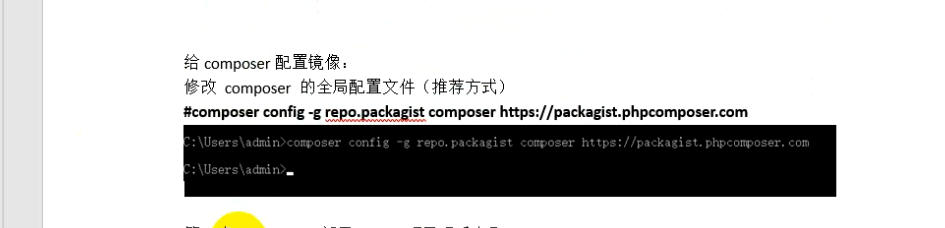 给 composer 配置镜像：
修改 composer 的全局配置文件（推荐方式）
#composer config -g repo.packagist composer https://packagist.phpcomposer.com
C:\Users\admin>composer config -g repo.packagist composer https://packagist.phpcomposer.com
C:\Users\admin>